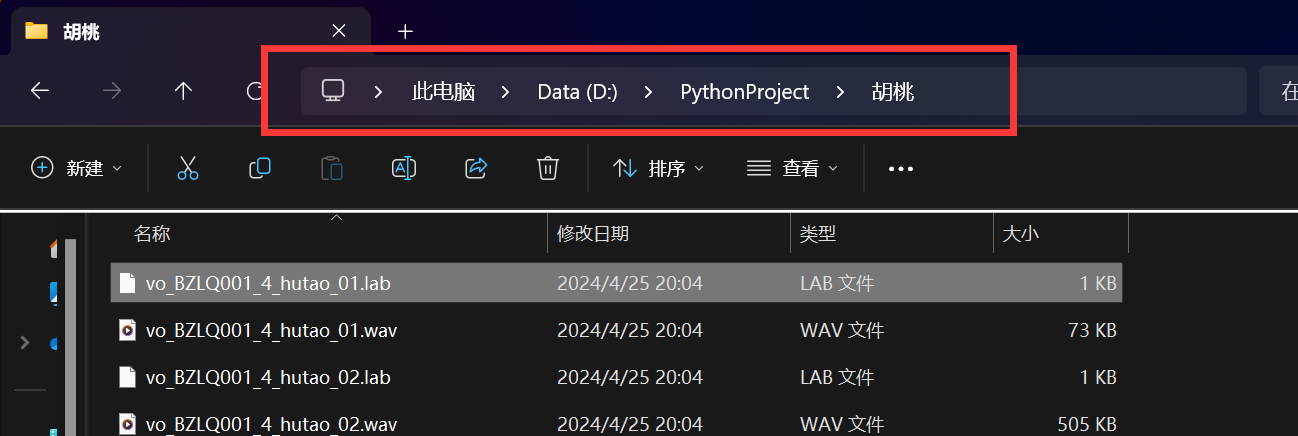 胡桃
此电脑 Data (D:) PythonProject 胡桃 在
新建 排序 查看
名称 修改日期 类型 大小
vo_BZLQ001_4_hutao_01.lab 2024/4/25 20:04 LAB 文件 1 KB
vo_BZLQ001_4_hutao_01.wav 2024/4/25 20:04 WAV 文件 73 KB
vo_BZLQ001_4_hutao_02.lab 2024/4/25 20:04 LAB 文件 1 KB
vo_BZLQ001_4_hutao_02.wav 2024/4/25 20:04 WAV 文件 505 KB